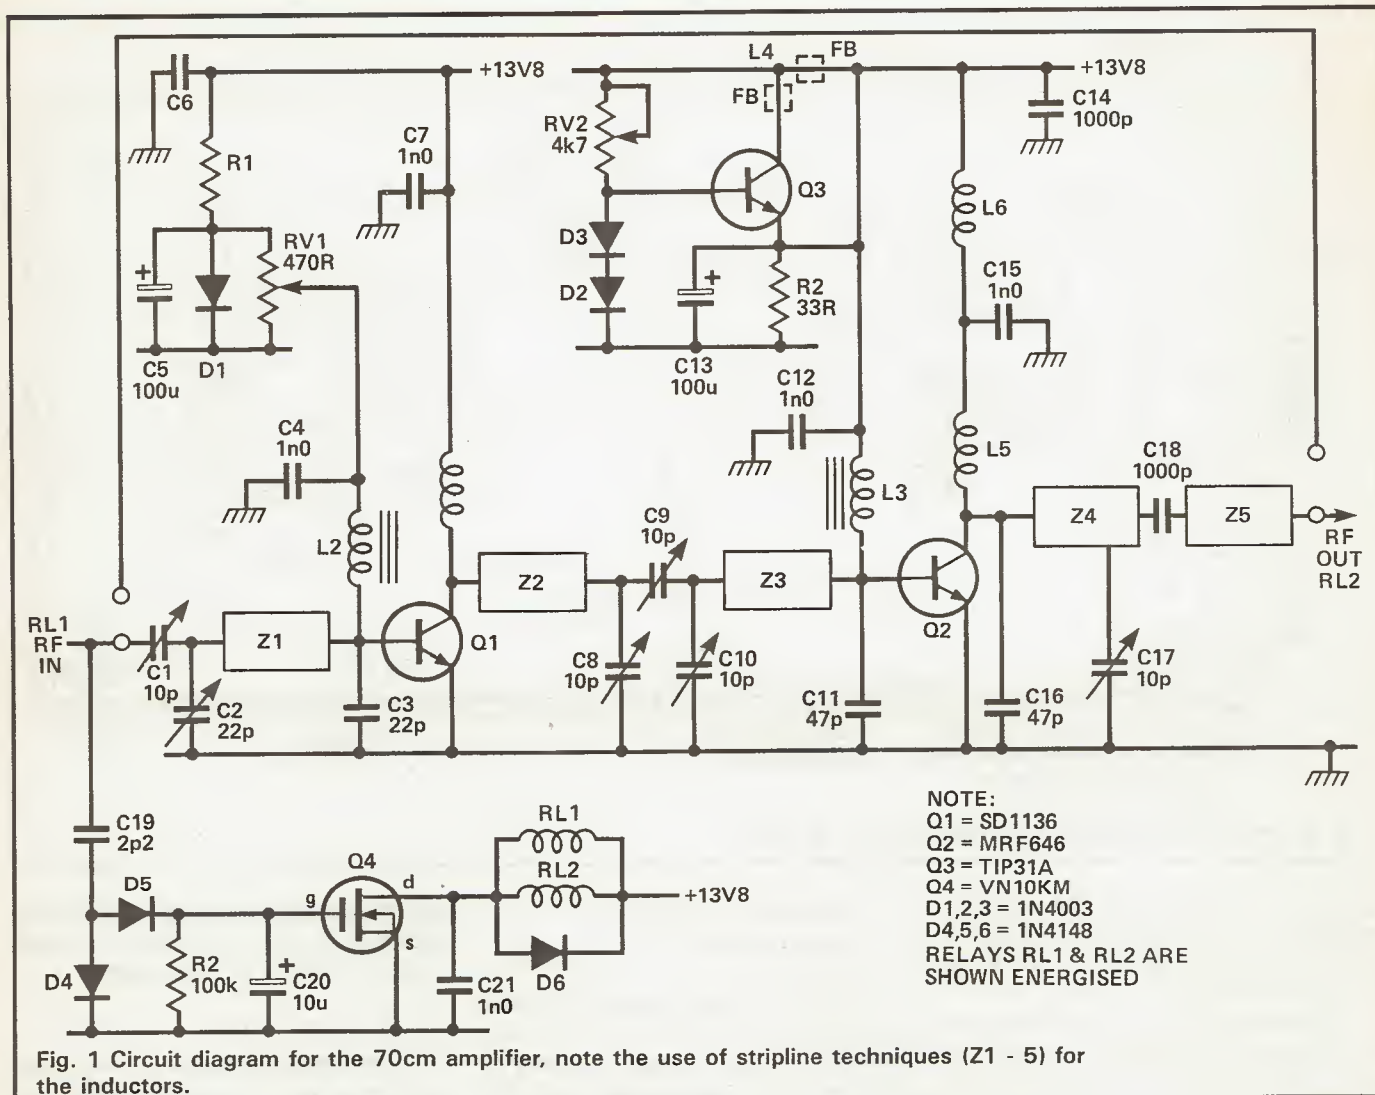 C6
+13V8
L4
FB
+13V8
FB
C14
1000p
R1
C7
1n0
RV2
4k7
Q3
L6
RV1
470R
D3
D2
R2
33R
C15
1n0
C5
100u
D1
C13
100u
C12
1n0
C4
1n0
L5
C18
1000p
L3
L2
C9
10p
Z4
Z5
RF
OUT
RL2
Z2
Z3
RL1
RF
IN
Z1
Q1
Q2
C1
10p
C2
22p
C3
22p
C8
10p
C10
10p
C11
47p
C16
47p
C17
10p
C19
2p2
RL1
RL2
Q4
g
d
s
+13V8
D5
D4
R2
100k
C20
10u
C21
1n0
D6
NOTE:
Q1 = SD1136
Q2 = MRF646
Q3 = TIP31A
Q4 = VN10KM
D1,2,3 = 1N4003
D4,5,6 = 1N4148
RELAYS RL1 & RL2 ARE
SHOWN ENERGISED
Fig. 1 Circuit diagram for the 70cm amplifier, note the use of stripline techniques (Z1 - 5) for
the inductors.